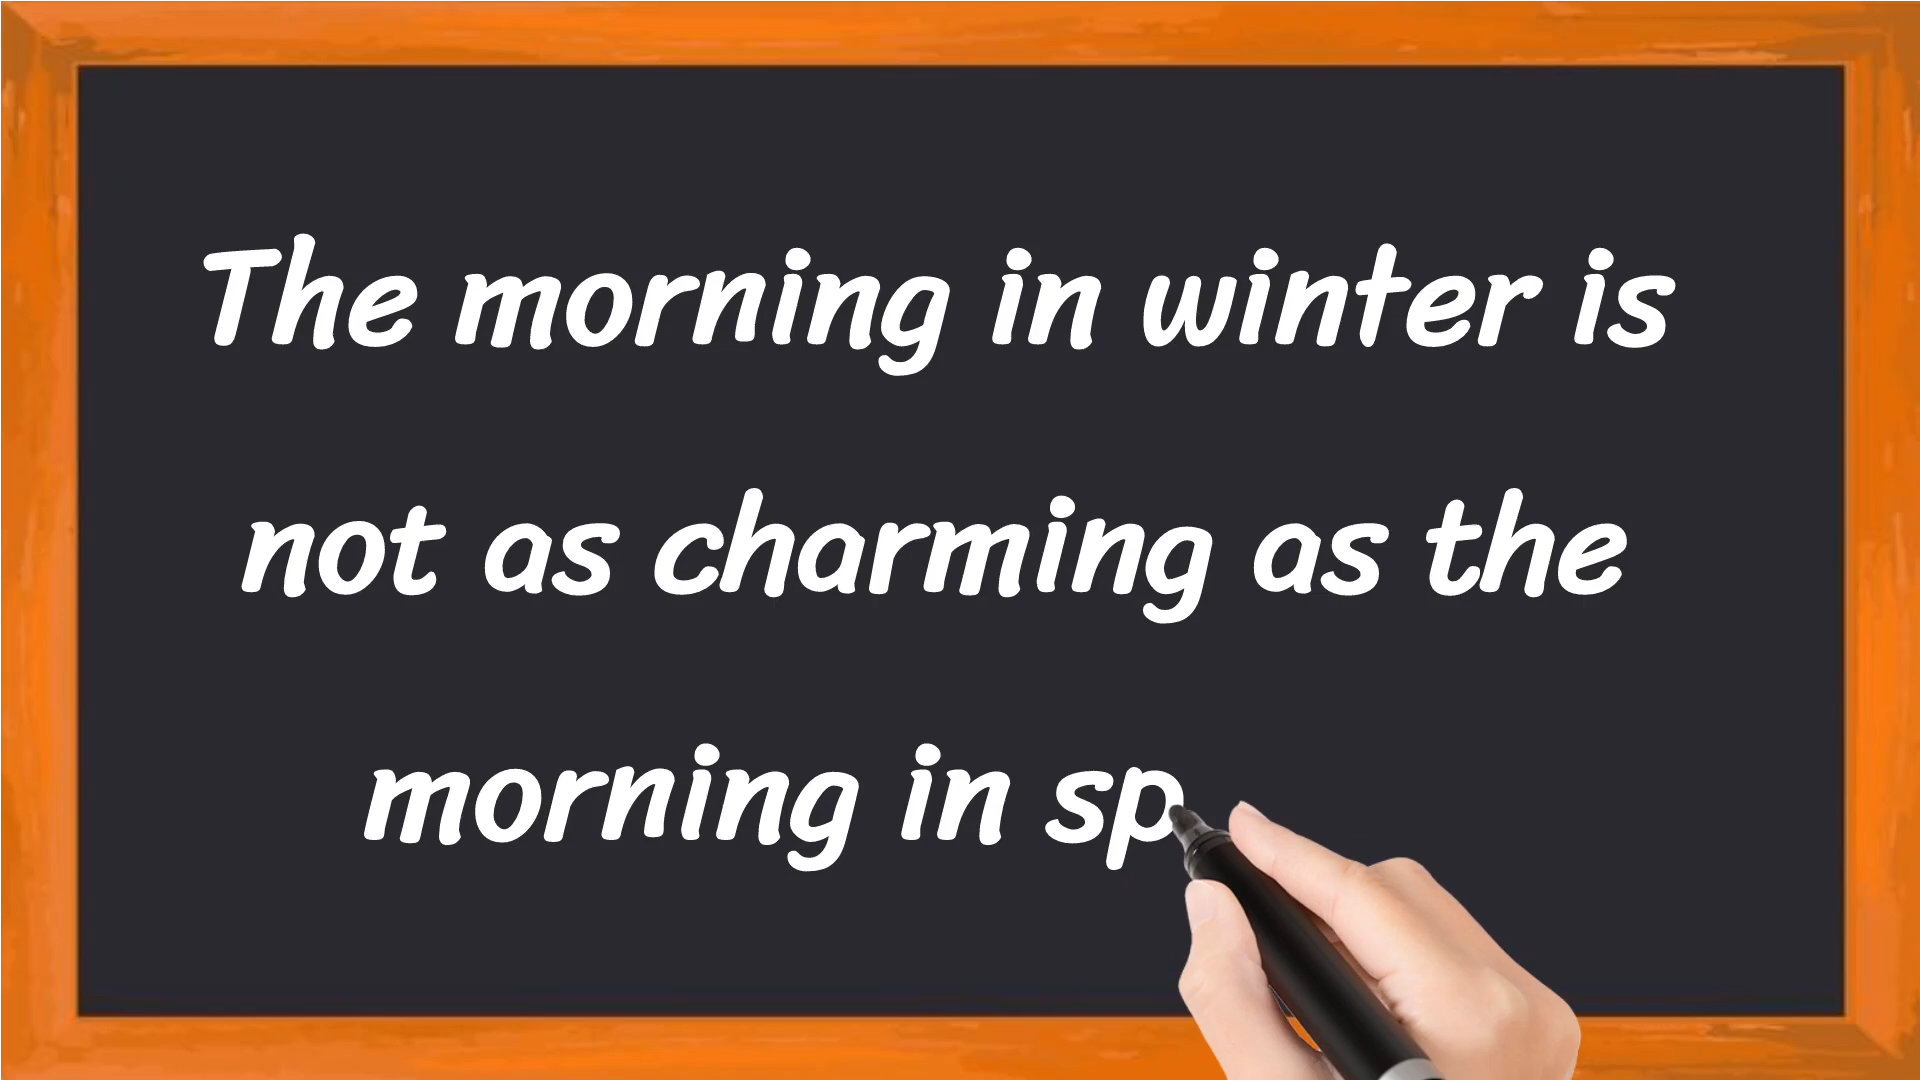 The morning in winter is
not as charming as the
morning in sp